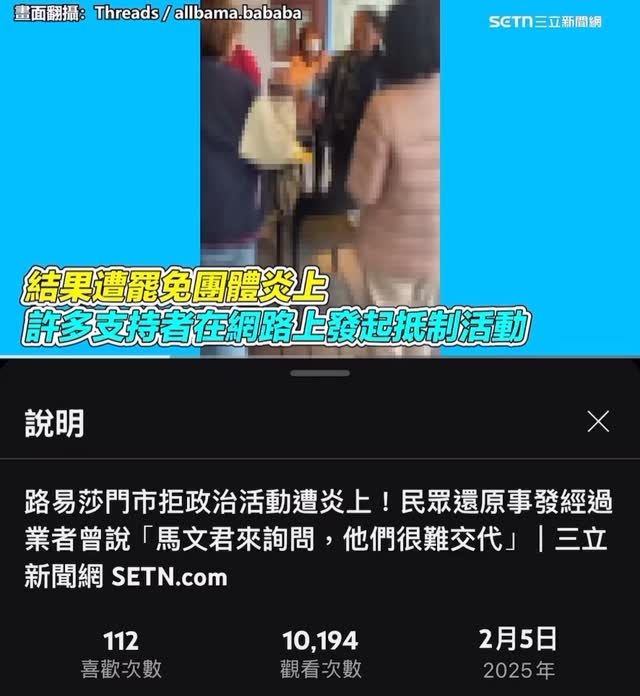 畫面翻攝：Threads / allbama.bababa
SETN三立新聞網
結果遭罷免團體炎上
許多支持者在網路上發起抵制活動
說明
路易莎門市拒政治活動遭炎上！民眾還原事發經過
業者曾說「馬文君來詢問，他們很難交代」｜三立
新聞網 SETN.com
112
10,194
2月5日
喜歡次數
觀看次數
2025年